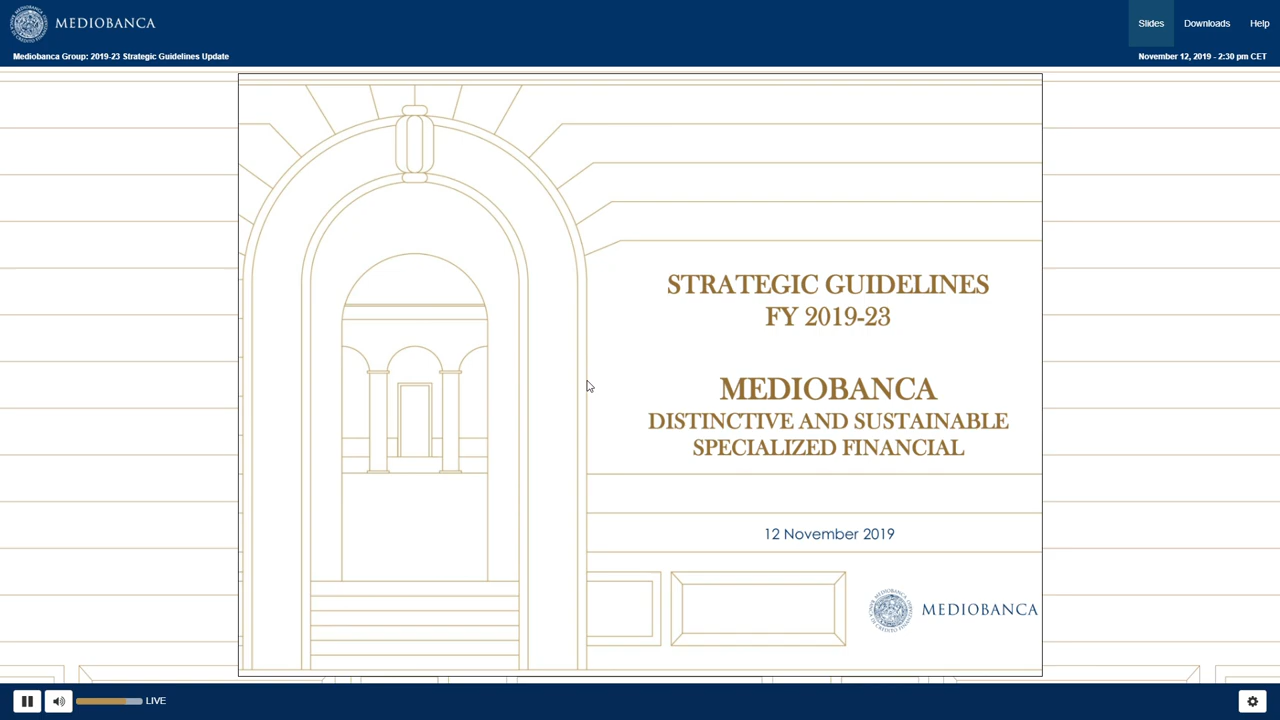 MEDIOBANCA
Slides
Downloads
Help
Mediobanca Group: 2019-23 Strategic Guidelines Update
November 12, 2019 - 2:30 pm CET
STRATEGIC GUIDELINES
FY 2019-23
MEDIOBANCA
DISTINCTIVE AND SUSTAINABLE
SPECIALIZED FINANCIAL
12 November 2019
MEDIOBANCA
LIVE